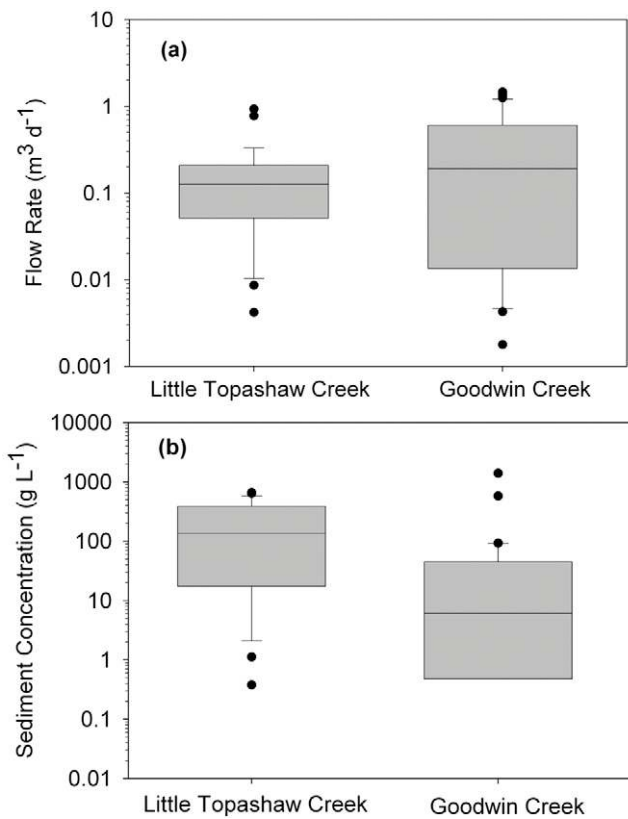 10
(a)
1
0.1
0.01
0.001
Flow Rate (m³ d⁻¹)
Little Topashaw Creek Goodwin Creek
10000
(b)
1000
100
10
1
0.1
0.01
Sediment Concentration (g L⁻¹)
Little Topashaw Creek Goodwin Creek